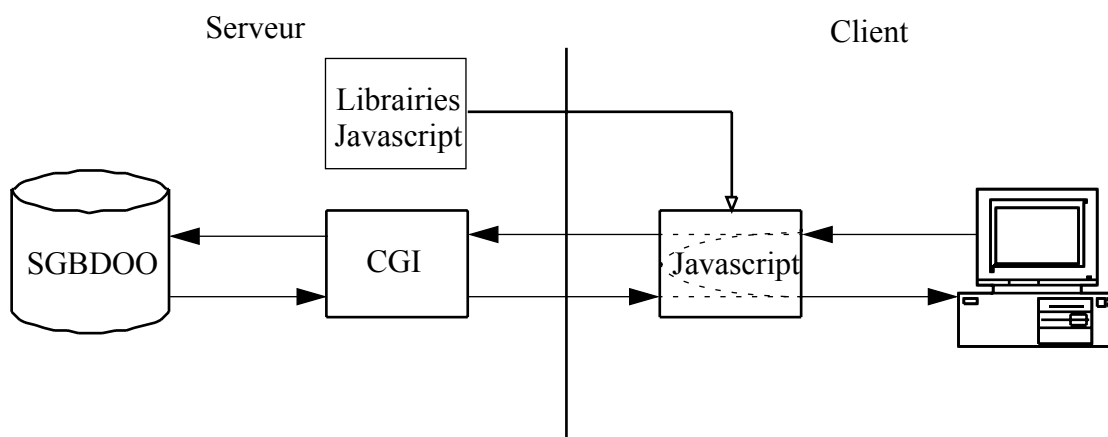 Serveur
Client
Librairies
Javascript
SGBDOO
CGI
Javascript